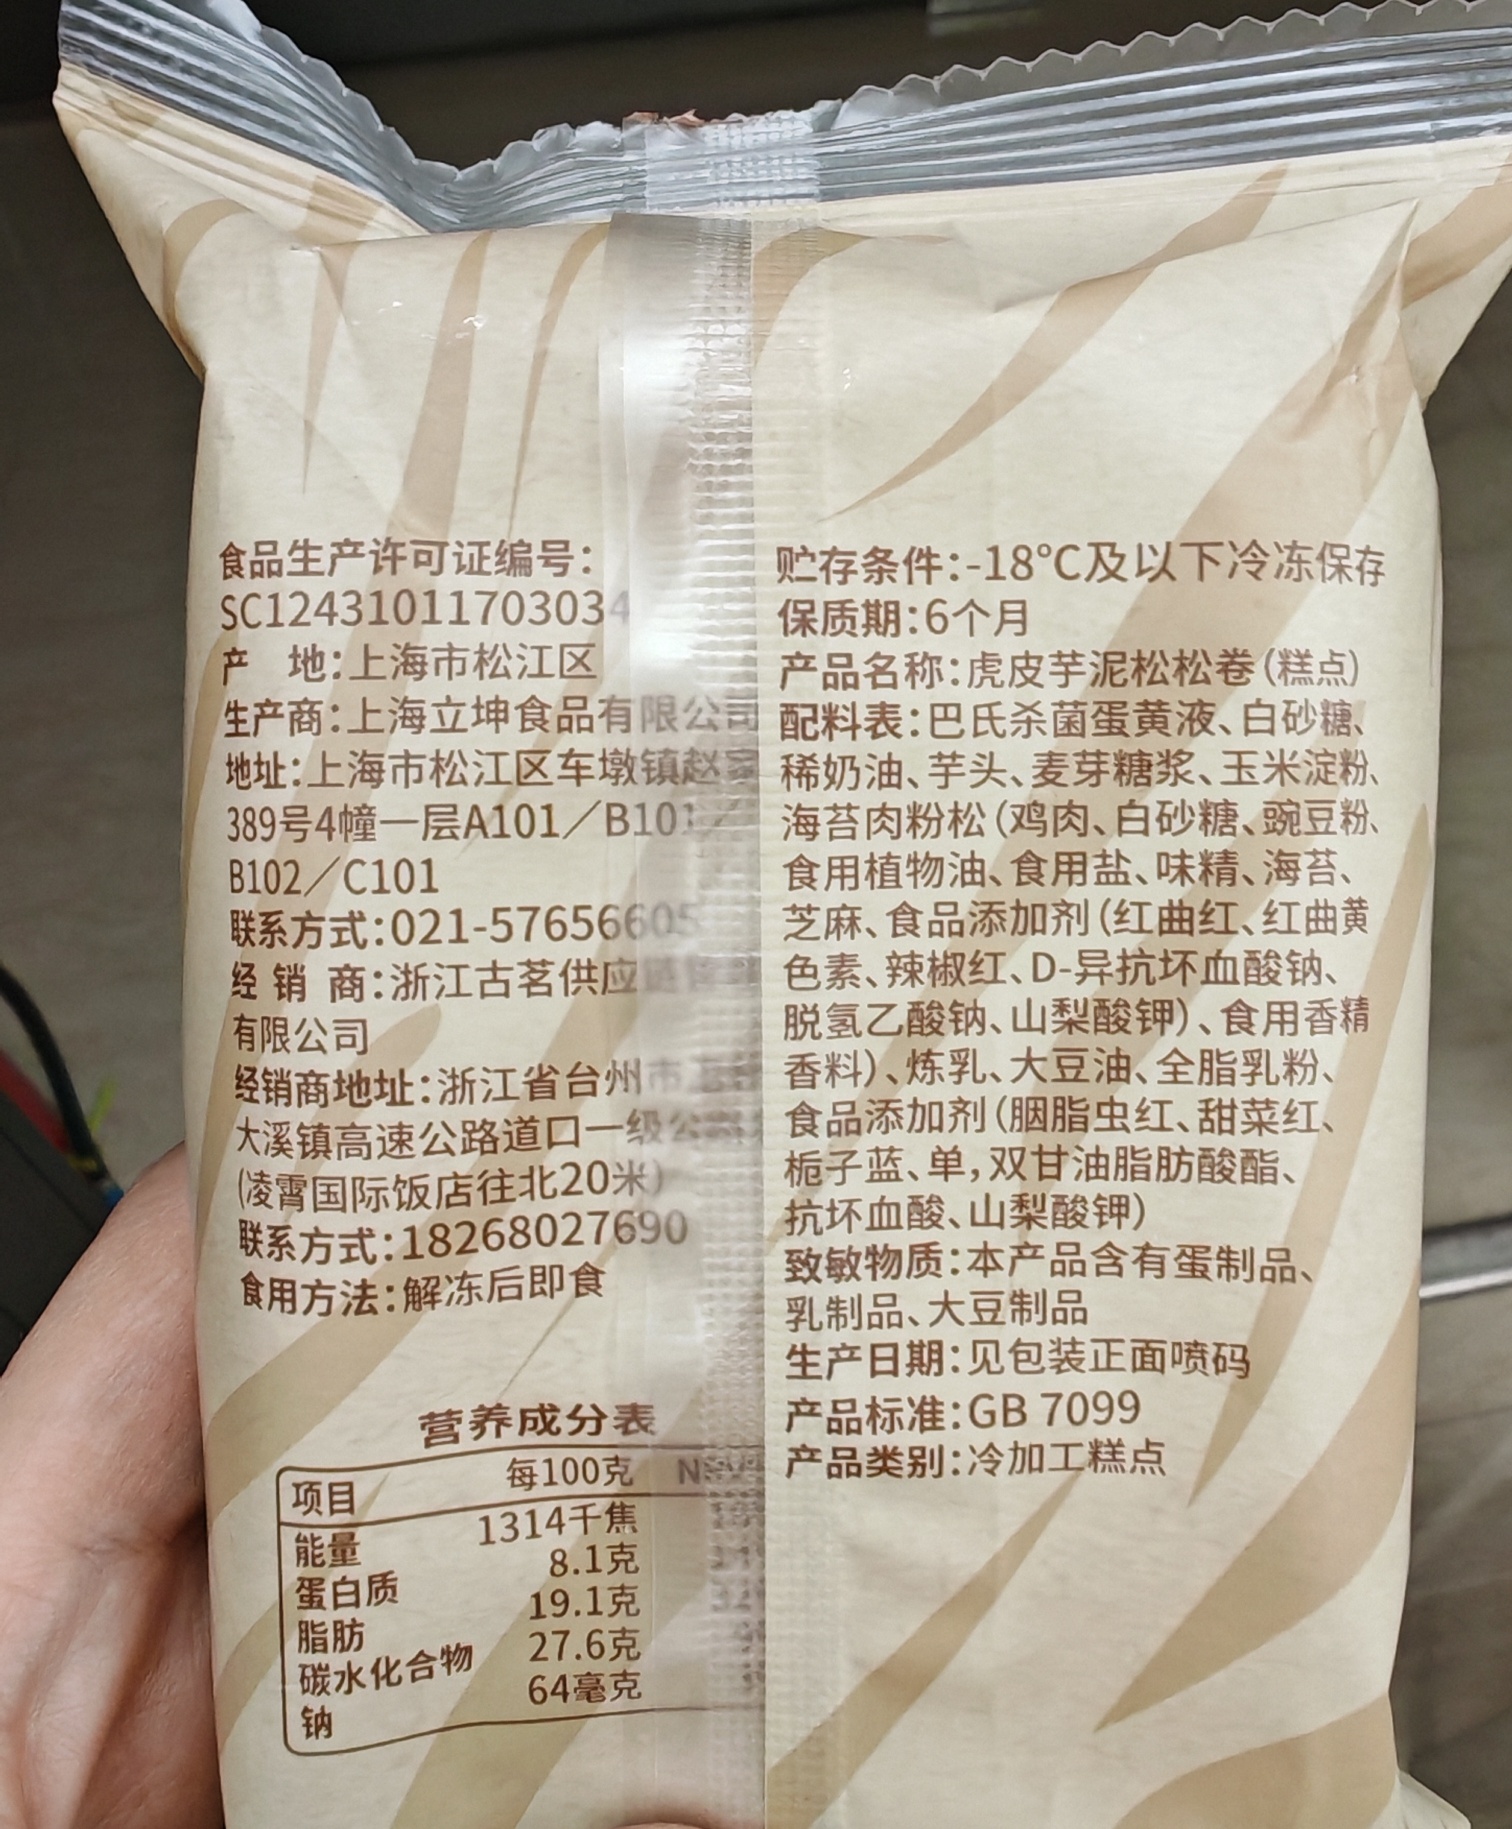 食品生产许可证编号：
SC12431011703034
产 地：上海市松江区
生产商：上海立坤食品有限公司
地址：上海市松江区车墩镇赵家
389号4幢一层A101／B101／
B102／C101
联系方式：021-57656605
经 销 商：浙江古茗供应链
有限公司
经销商地址：浙江省台州市
大溪镇高速公路道口一级公路
(凌霄国际饭店往北20米)
联系方式：18268027690
食用方法：解冻后即食
营养成分表
项目 每100克
能量 1314千焦
蛋白质 8.1克
脂肪 19.1克
碳水化合物 27.6克
钠 64毫克
贮存条件：-18℃及以下冷冻保存
保质期：6个月
产品名称：虎皮芋泥松松卷(糕点)
配料表：巴氏杀菌蛋黄液、白砂糖、
稀奶油、芋头、麦芽糖浆、玉米淀粉、
海苔肉粉松(鸡肉、白砂糖、豌豆粉、
食用植物油、食用盐、味精、海苔、
芝麻、食品添加剂(红曲红、红曲黄
色素、辣椒红、D-异抗坏血酸钠、
脱氢乙酸钠、山梨酸钾)、食用香精
香料)、炼乳、大豆油、全脂乳粉、
食品添加剂(胭脂虫红、甜菜红、
栀子蓝、单,双甘油脂肪酸酯、
抗坏血酸、山梨酸钾)
致敏物质：本产品含有蛋制品、
乳制品、大豆制品
生产日期：见包装正面喷码
产品标准：GB 7099
产品类别：冷加工糕点